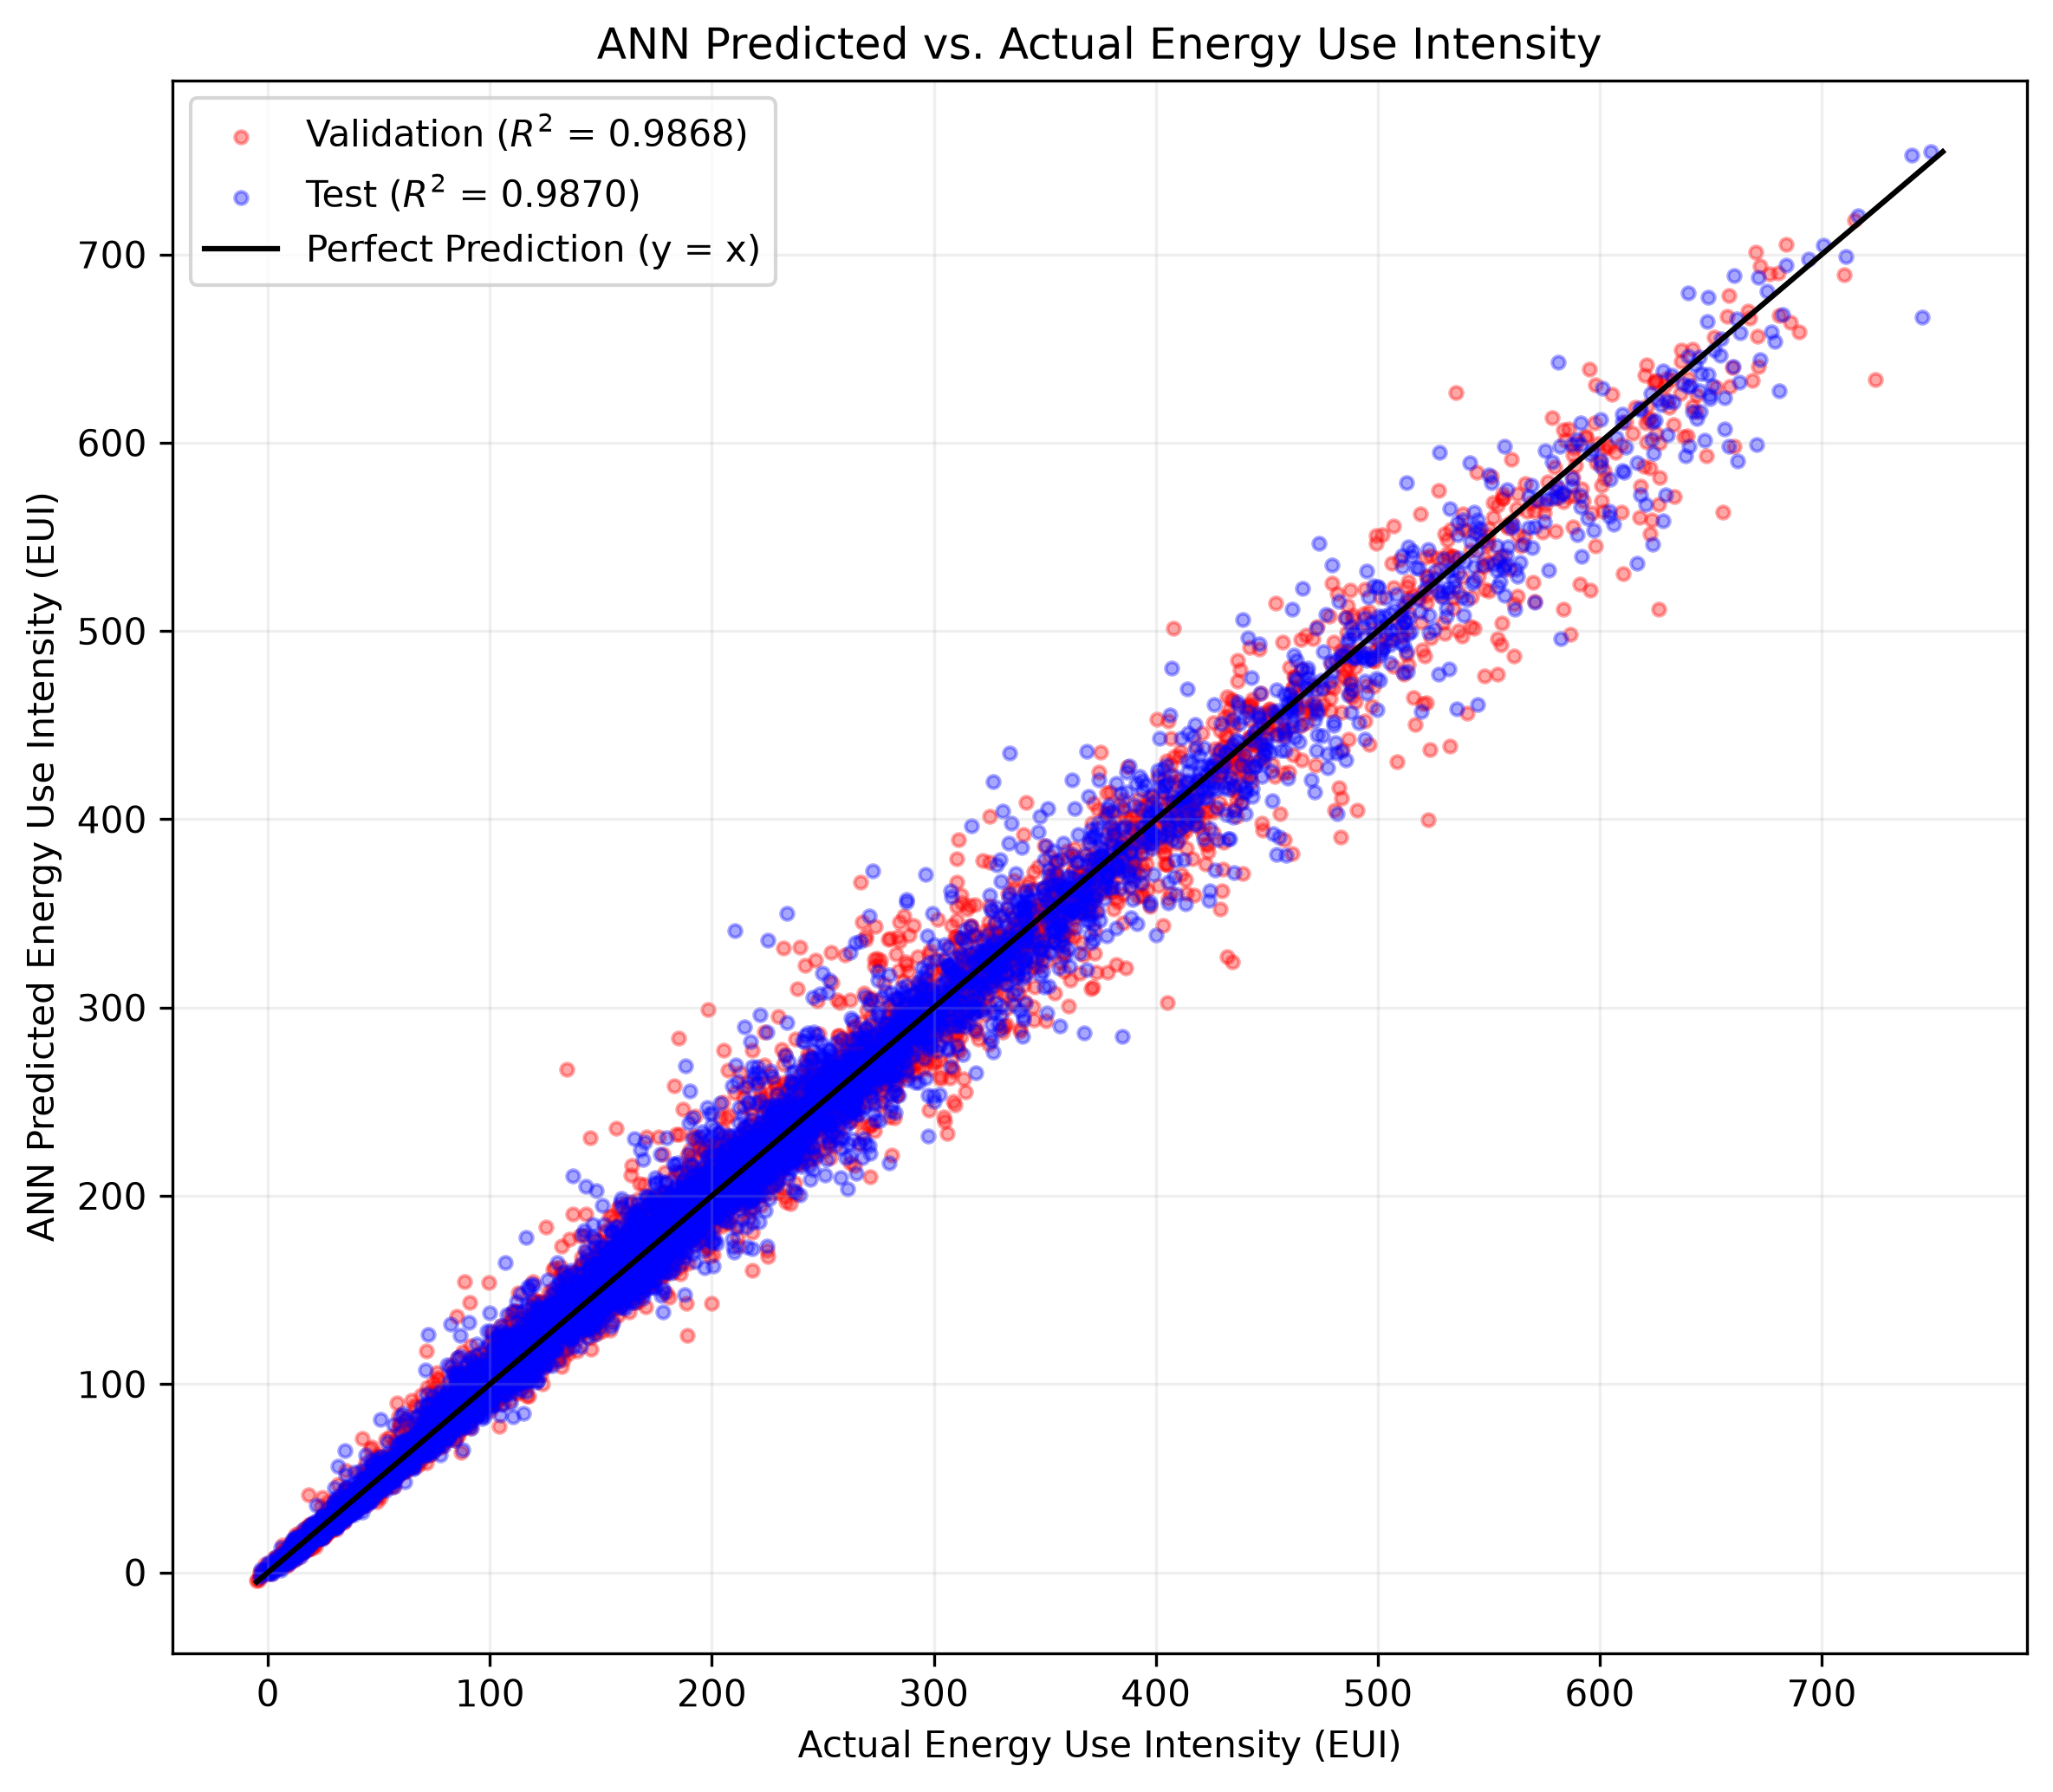 ANN Predicted vs. Actual Energy Use Intensity
Validation (R² = 0.9868)
Test (R² = 0.9870)
Perfect Prediction (y = x)
ANN Predicted Energy Use Intensity (EUI)
700
600
500
400
300
200
100
0
0 100 200 300 400 500 600 700
Actual Energy Use Intensity (EUI)